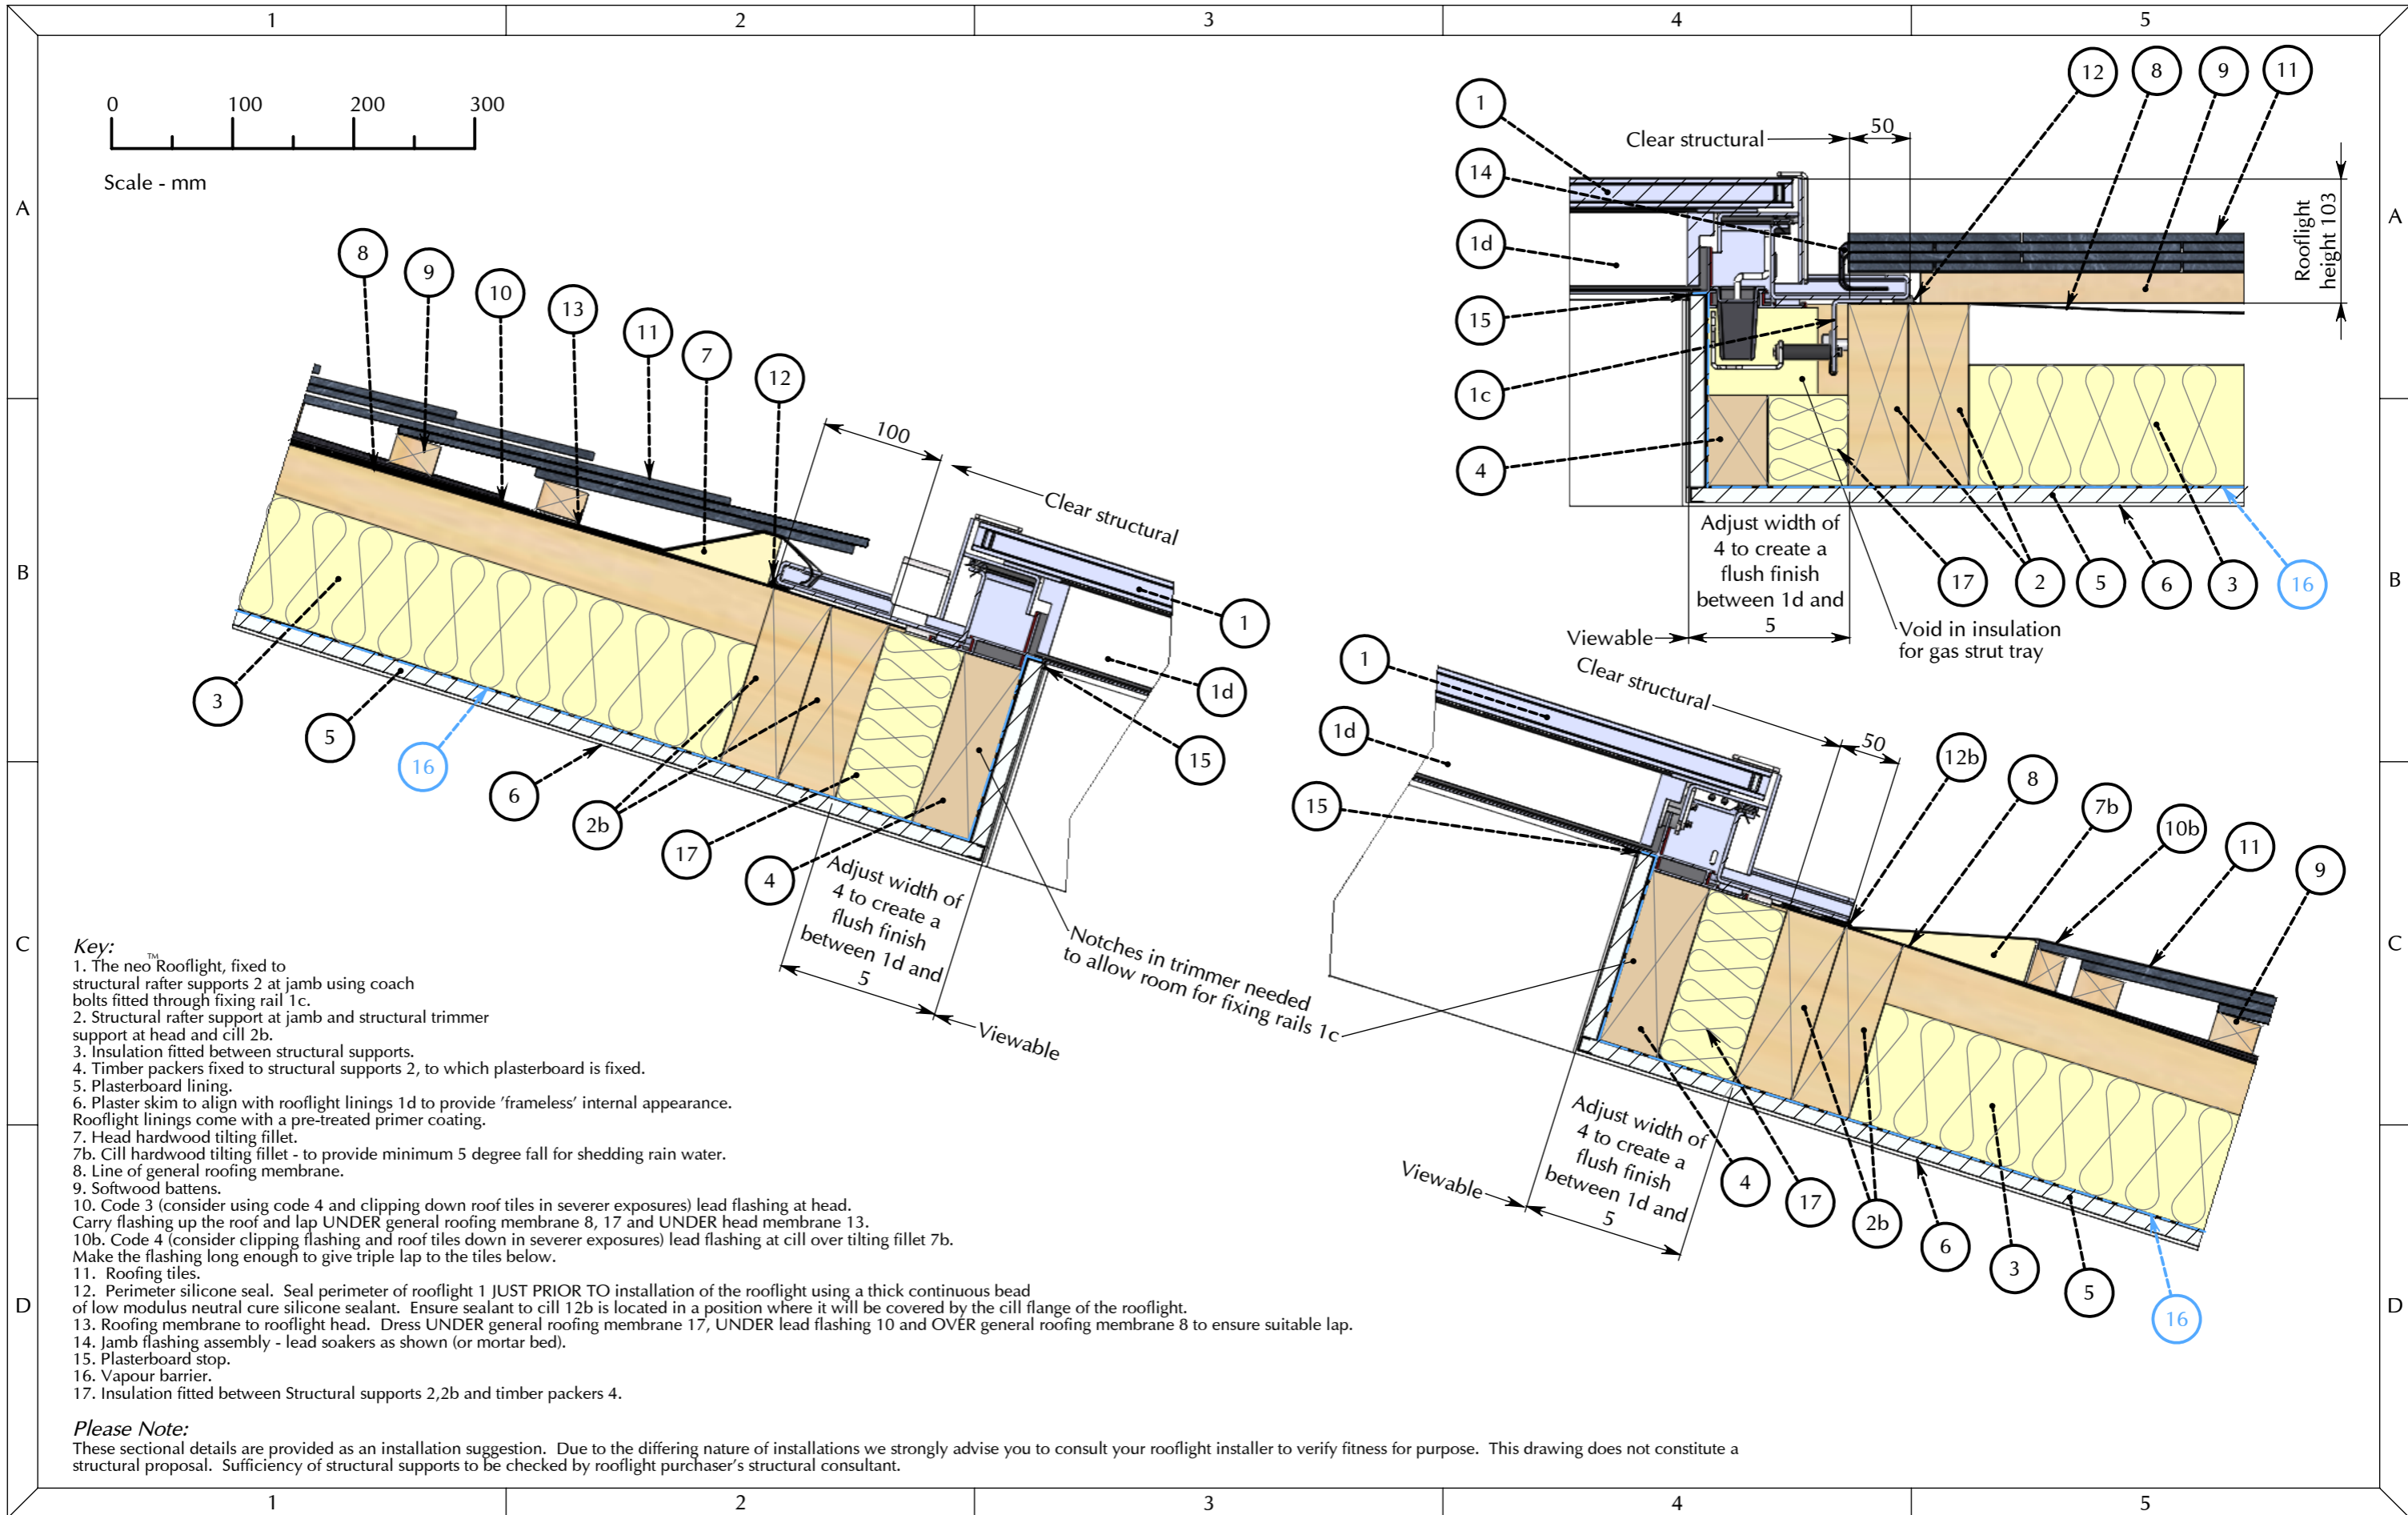 1 2 3 4 5
A
B
C
D
A
B
C
D
1 2 3 4 5
0 100 200 300
Scale - mm
8
9
10
13
11
7
12
100
Clear structural
1
1d
15
3
5
16
6
2b
17
4
Adjust width of
4 to create a
flush finish
between 1d and
5
Viewable
Notches in trimmer needed
to allow room for fixing rails 1c
1
14
1d
15
1c
4
Clear structural
50
12
8
9
11
Rooflight
height 103
Adjust width of
4 to create a
flush finish
between 1d and
5
Viewable
17
2
5
6
3
16
Void in insulation
for gas strut tray
1
Clear structural
1d
15
50
12b
8
7b
10b
11
9
Adjust width of
4 to create a
flush finish
between 1d and
5
Viewable
4
17
2b
6
3
5
16
Key:
1. The neo™ Rooflight, fixed to
structural rafter supports 2 at jamb using coach
bolts fitted through fixing rail 1c.
2. Structural rafter support at jamb and structural trimmer
support at head and cill 2b.
3. Insulation fitted between structural supports.
4. Timber packers fixed to structural supports 2, to which plasterboard is fixed.
5. Plasterboard lining.
6. Plaster skim to align with rooflight linings 1d to provide 'frameless' internal appearance.
Rooflight linings come with a pre-treated primer coating.
7. Head hardwood tilting fillet.
7b. Cill hardwood tilting fillet - to provide minimum 5 degree fall for shedding rain water.
8. Line of general roofing membrane.
9. Softwood battens.
10. Code 3 (consider using code 4 and clipping down roof tiles in severer exposures) lead flashing at head.
Carry flashing up the roof and lap UNDER general roofing membrane 8, 17 and UNDER head membrane 13.
10b. Code 4 (consider clipping flashing and roof tiles down in severer exposures) lead flashing at cill over tilting fillet 7b.
Make the flashing long enough to give triple lap to the tiles below.
11. Roofing tiles.
12. Perimeter silicone seal. Seal perimeter of rooflight 1 JUST PRIOR TO installation of the rooflight using a thick continuous bead
of low modulus neutral cure silicone sealant. Ensure sealant to cill 12b is located in a position where it will be covered by the cill flange of the rooflight.
13. Roofing membrane to rooflight head. Dress UNDER general roofing membrane 17, UNDER lead flashing 10 and OVER general roofing membrane 8 to ensure suitable lap.
14. Jamb flashing assembly - lead soakers as shown (or mortar bed).
15. Plasterboard stop.
16. Vapour barrier.
17. Insulation fitted between Structural supports 2,2b and timber packers 4.
Please Note:
These sectional details are provided as an installation suggestion. Due to the differing nature of installations we strongly advise you to consult your rooflight installer to verify fitness for purpose. This drawing does not constitute a
structural proposal. Sufficiency of structural supports to be checked by rooflight purchaser's structural consultant.